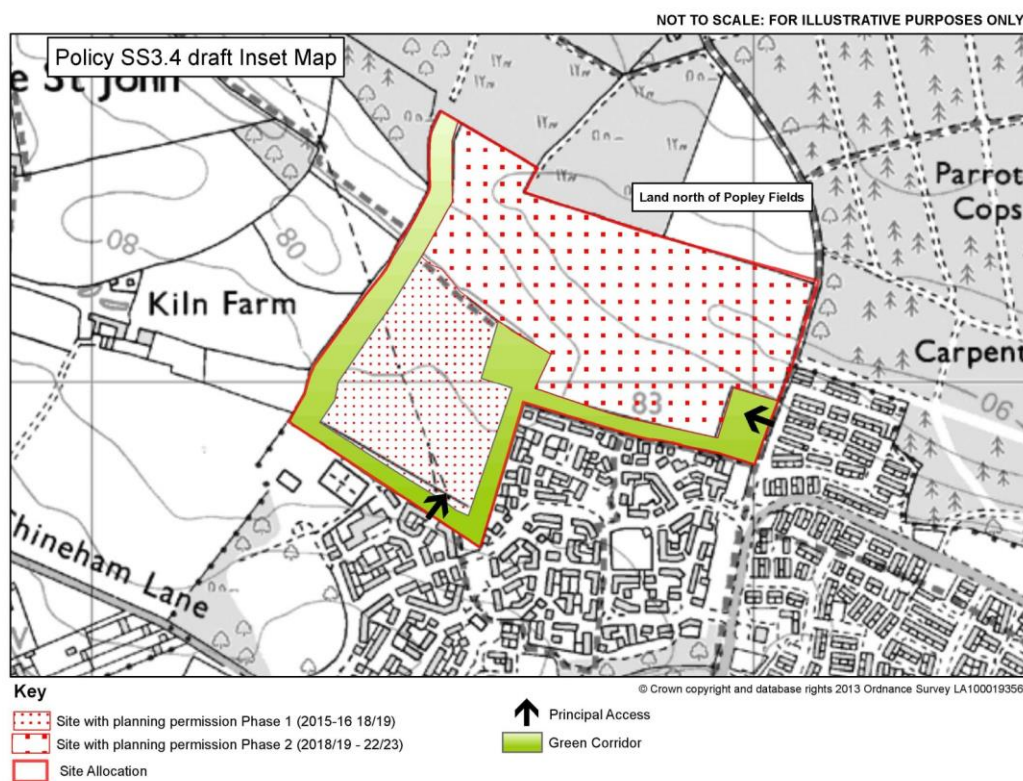 NOT TO SCALE: FOR ILLUSTRATIVE PURPOSES ONLY
Policy SS3.4 draft Inset Map
e St John
Parrot
Cops
Land north of Popley Fields
80
80
Kiln Farm
Carpent
83
90
hineham Lane
Key
© Crown copyright and database rights 2013 Ordnance Survey LA100019356
Site with planning permission Phase 1 (2015-16 18/19)
Principal Access
Site with planning permission Phase 2 (2018/19 - 22/23)
Green Corridor
Site Allocation